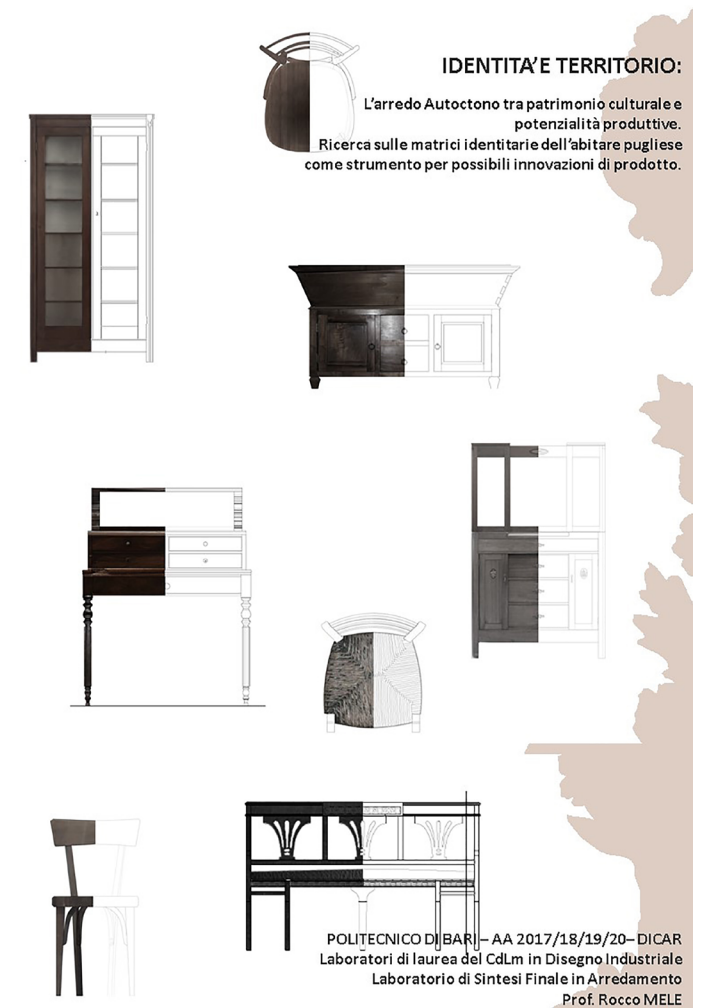 IDENTITA'E TERRITORIO:
L'arredo Autoctono tra patrimonio culturale e
potenzialità produttive.
Ricerca sulle matrici identitarie dell'abitare pugliese
come strumento per possibili innovazioni di prodotto.
POLITECNICO DI BARI – AA 2017/18/19/20– DICAR
Laboratori di laurea del CdLm in Disegno Industriale
Laboratorio di Sintesi Finale in Arredamento
Prof. Rocco MELE